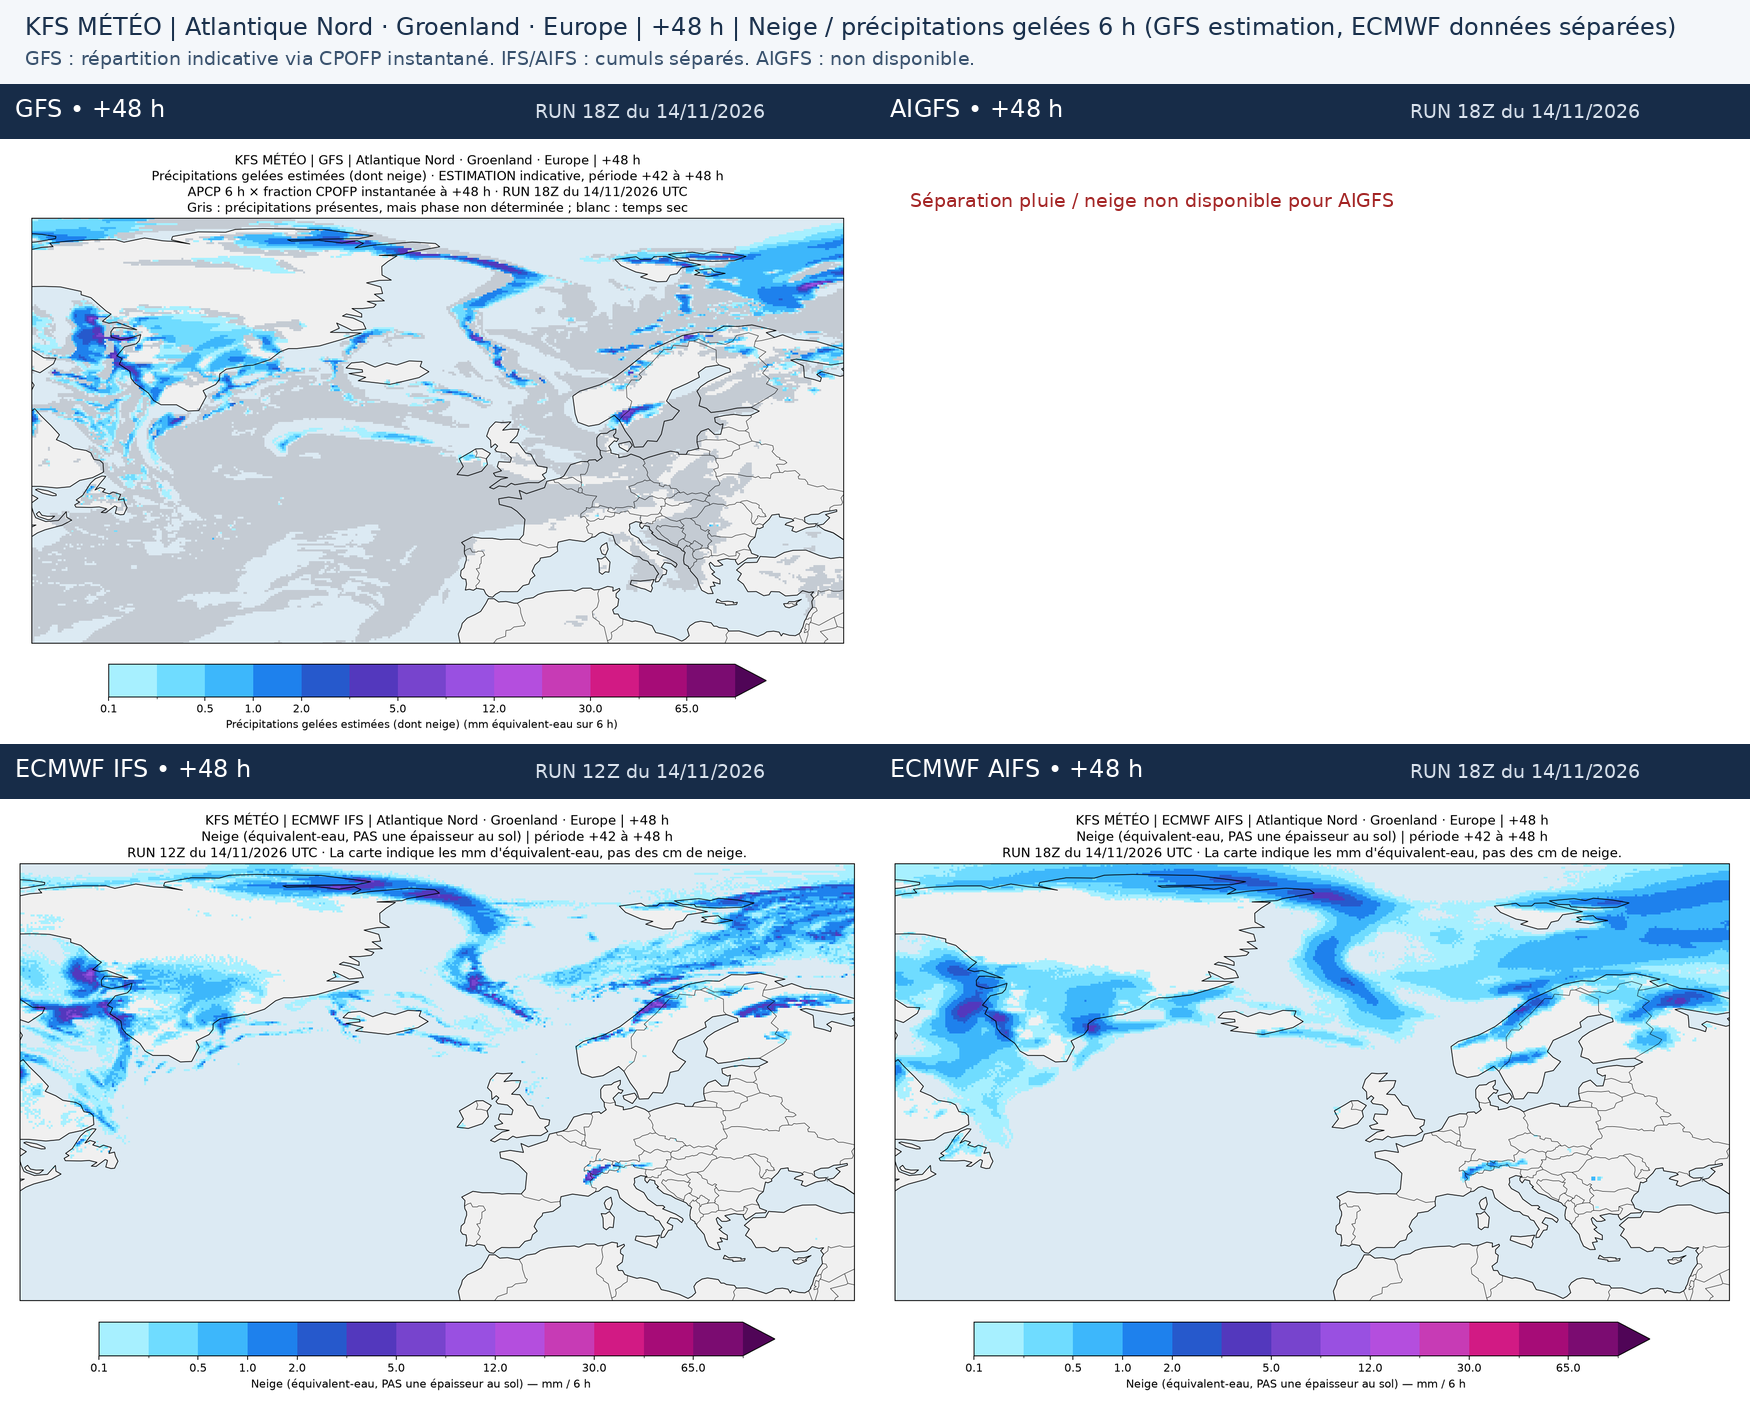 KFS MÉTÉO | Atlantique Nord · Groenland · Europe | +48 h | Neige / précipitations gelées 6 h (GFS estimation, ECMWF données séparées)
GFS : répartition indicative via CPOFP instantané. IFS/AIFS : cumuls séparés. AIGFS : non disponible.
GFS • +48 h
RUN 18Z du 14/11/2026
AIGFS • +48 h
RUN 18Z du 14/11/2026
KFS MÉTÉO | GFS | Atlantique Nord · Groenland · Europe | +48 h
Précipitations gelées estimées (dont neige) · ESTIMATION indicative, période +42 à +48 h
APCP 6 h × fraction CPOFP instantanée à +48 h · RUN 18Z du 14/11/2026 UTC
Gris : précipitations présentes, mais phase non déterminée ; blanc : temps sec
Séparation pluie / neige non disponible pour AIGFS
0.1 0.5 1.0 2.0 5.0 12.0 30.0 65.0
Précipitations gelées estimées (dont neige) (mm équivalent-eau sur 6 h)
ECMWF IFS • +48 h
RUN 12Z du 14/11/2026
ECMWF AIFS • +48 h
RUN 18Z du 14/11/2026
KFS MÉTÉO | ECMWF IFS | Atlantique Nord · Groenland · Europe | +48 h
Neige (équivalent-eau, PAS une épaisseur au sol) | période +42 à +48 h
RUN 12Z du 14/11/2026 UTC · La carte indique les mm d'équivalent-eau, pas des cm de neige.
KFS MÉTÉO | ECMWF AIFS | Atlantique Nord · Groenland · Europe | +48 h
Neige (équivalent-eau, PAS une épaisseur au sol) | période +42 à +48 h
RUN 18Z du 14/11/2026 UTC · La carte indique les mm d'équivalent-eau, pas des cm de neige.
0.1 0.5 1.0 2.0 5.0 12.0 30.0 65.0
Neige (équivalent-eau, PAS une épaisseur au sol) — mm / 6 h
0.1 0.5 1.0 2.0 5.0 12.0 30.0 65.0
Neige (équivalent-eau, PAS une épaisseur au sol) — mm / 6 h